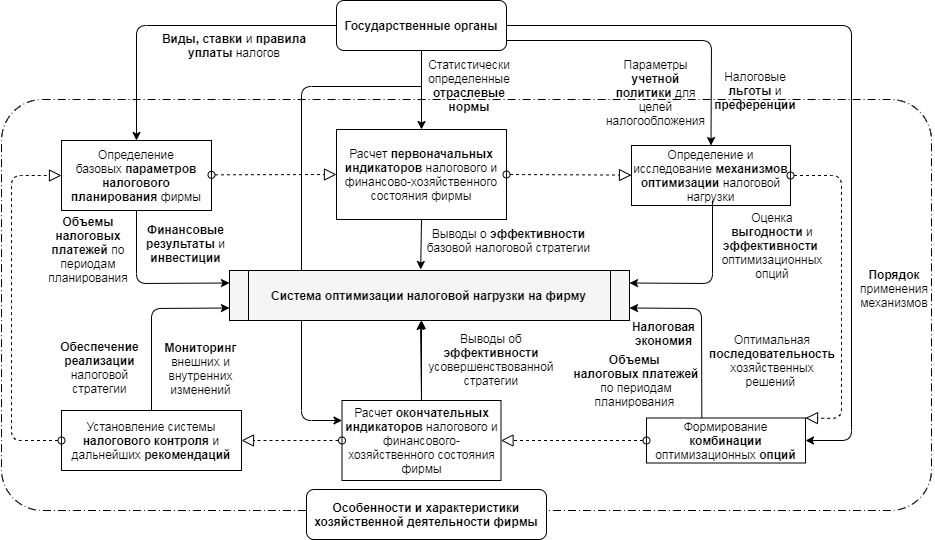 Государственные органы
Виды, ставки и правила
уплаты налогов
Статистически
определенные
отраслевые
нормы
Параметры
учетной
политики для
целей
налогообложения
Налоговые
льготы и
преференции
Определение
базовых параметров
налогового
планирования фирмы
Расчет первоначальных
индикаторов налогового и
финансово-хозяйственного
состояния фирмы
Определение и
исследование механизмов
оптимизации налоговой
нагрузки
Объемы
налоговых
платежей по
периодам
планирования
Финансовые
результаты и
инвестиции
Выводы о эффективности
базовой налоговой стратегии
Оценка
выгодности и
эффективности
оптимизационных
опций
Порядок
применения
механизмов
Система оптимизации налоговой нагрузки на фирму
Обеспечение
реализации
налоговой
стратегии
Мониторинг
внешних и
внутренних
изменений
Выводы об
эффективности
усовершенствованной
стратегии
Налоговая
экономия
Объемы
налоговых платежей
по периодам
планирования
Оптимальная
последовательность
хозяйственных
решений
Установление системы
налогового контроля и
дальнейших рекомендаций
Расчет окончательных
индикаторов налогового и
финансового-
хозяйственного состояния
фирмы
Формирование
комбинации
оптимизационных опций
Особенности и характеристики
хозяйственной деятельности фирмы